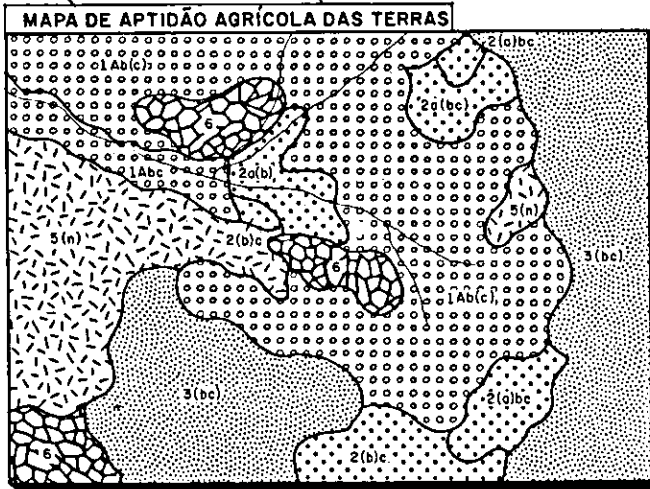 MAPA DE APTIDÃO AGRÍCOLA DAS TERRAS
2(a)bc
1Ab(c)
2a(bc)
6
1Abc
2a(b)
5(n)
5(n)
2(b)c
3(bc)
6
1Ab(c)
3(bc)
2(a)bc
6
2(b)c